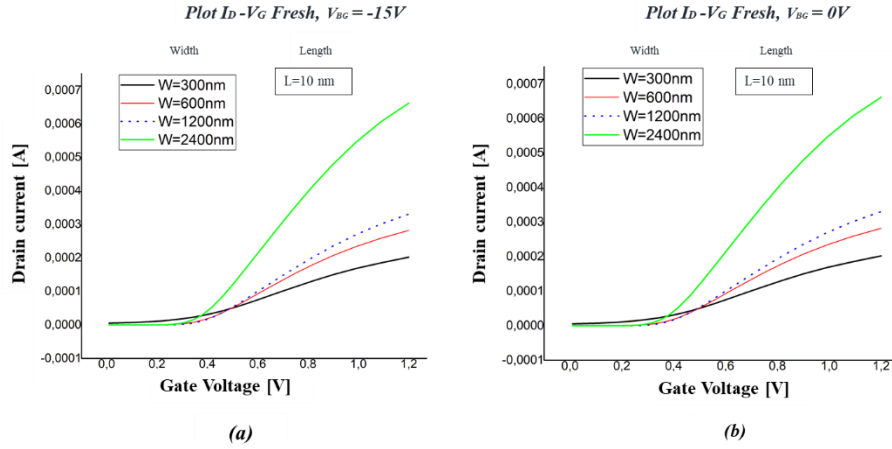 Plot ID -VG Fresh, VBG = -15V
Width Length
L=10 nm
W=300nm
W=600nm
W=1200nm
W=2400nm
Drain current [A]
0,0007
0,0006
0,0005
0,0004
0,0003
0,0002
0,0001
0,0000
-0,0001
0,0 0,2 0,4 0,6 0,8 1,0 1,2
Gate Voltage [V]
(a)
Plot ID -VG Fresh, VBG = 0V
Width Length
L=10 nm
W=300nm
W=600nm
W=1200nm
W=2400nm
Drain current [A]
0,0007
0,0006
0,0005
0,0004
0,0003
0,0002
0,0001
0,0000
-0,0001
0,0 0,2 0,4 0,6 0,8 1,0 1,2
Gate Voltage [V]
(b)